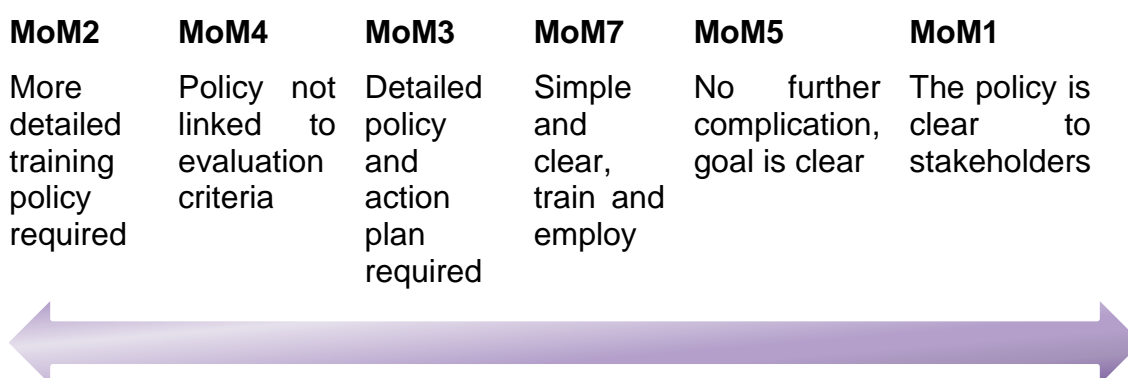 MoM2
More
detailed
training
policy
required
MoM4
Policy not
linked to
evaluation
criteria
MoM3
Detailed
policy
and
action
plan
required
MoM7
Simple
and
clear,
train and
employ
MoM5
No further
complication,
goal is clear
MoM1
The policy is
clear to
stakeholders